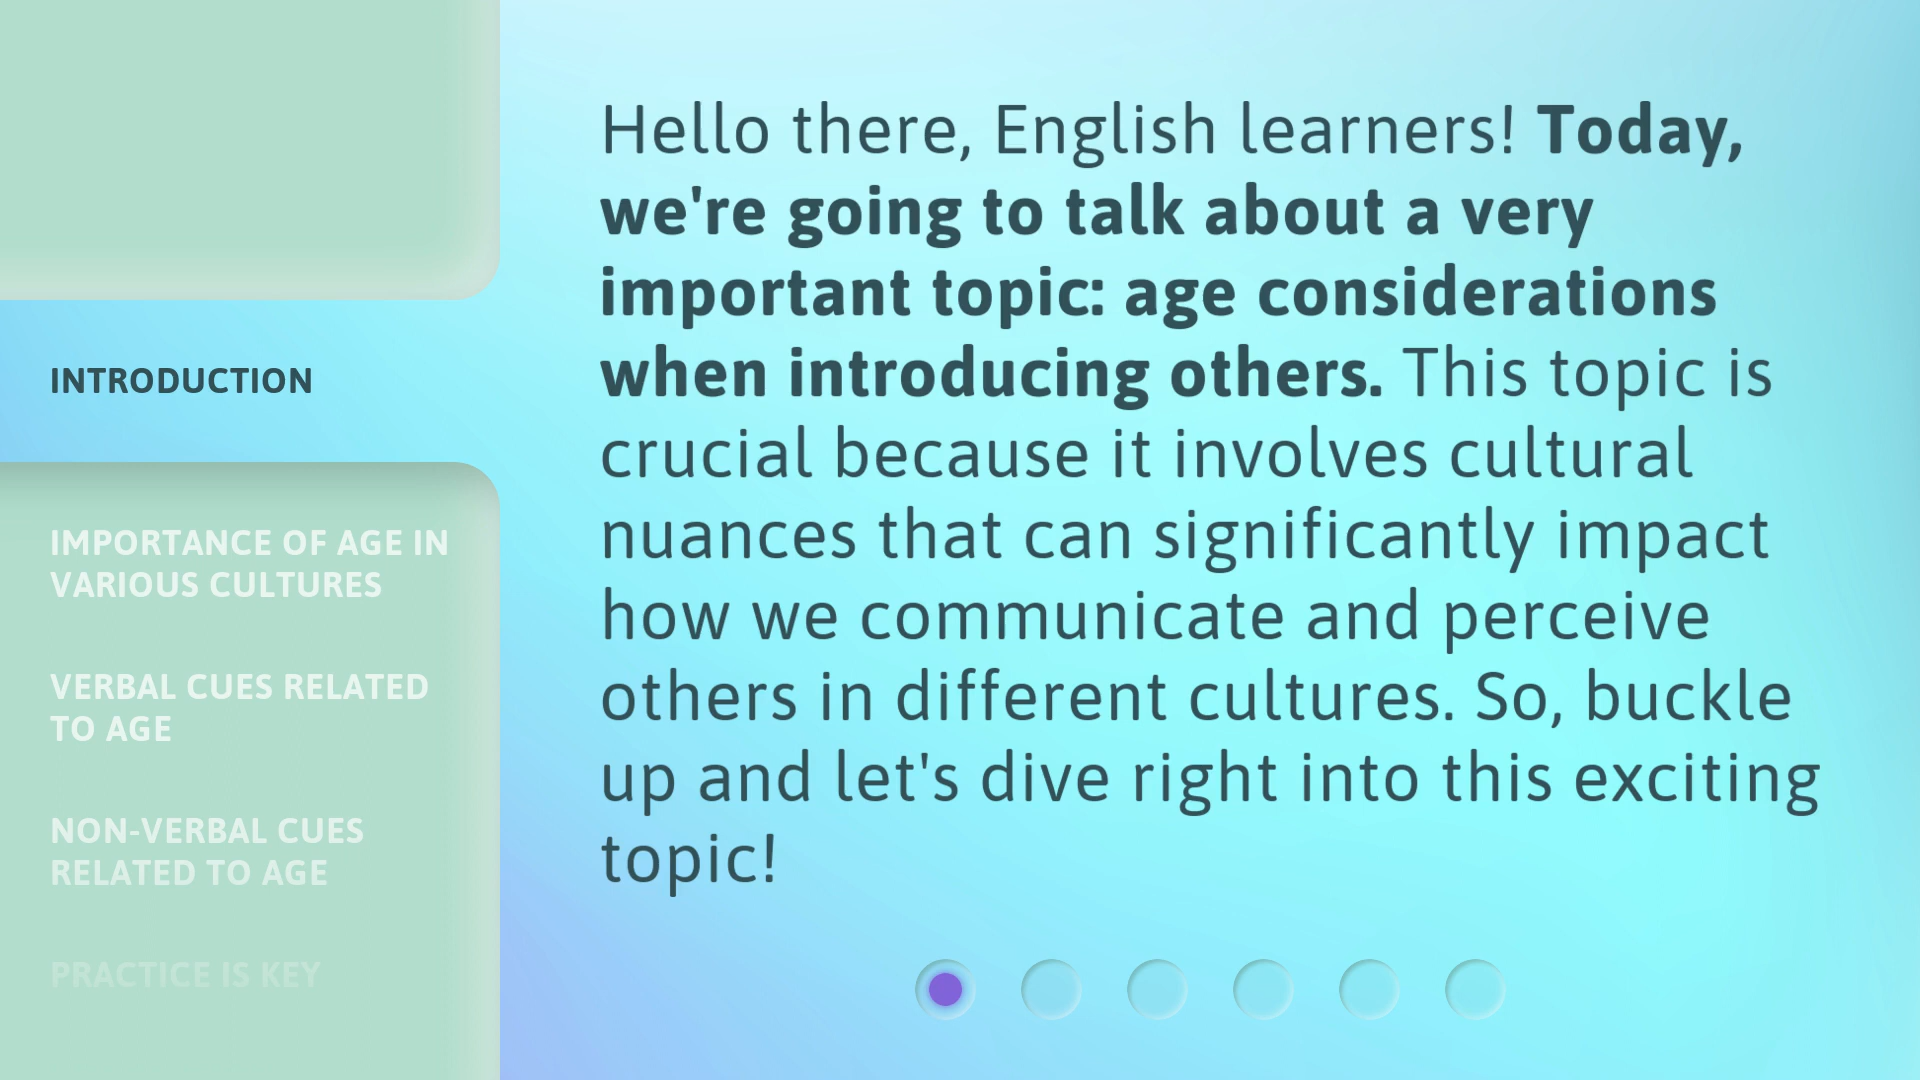 INTRODUCTION
IMPORTANCE OF AGE IN
VARIOUS CULTURES
VERBAL CUES RELATED
TO AGE
NON-VERBAL CUES
RELATED TO AGE
PRACTICE IS KEY
Hello there, English learners! Today,
we're going to talk about a very
important topic: age considerations
when introducing others. This topic is
crucial because it involves cultural
nuances that can significantly impact
how we communicate and perceive
others in different cultures. So, buckle
up and let's dive right into this exciting
topic!